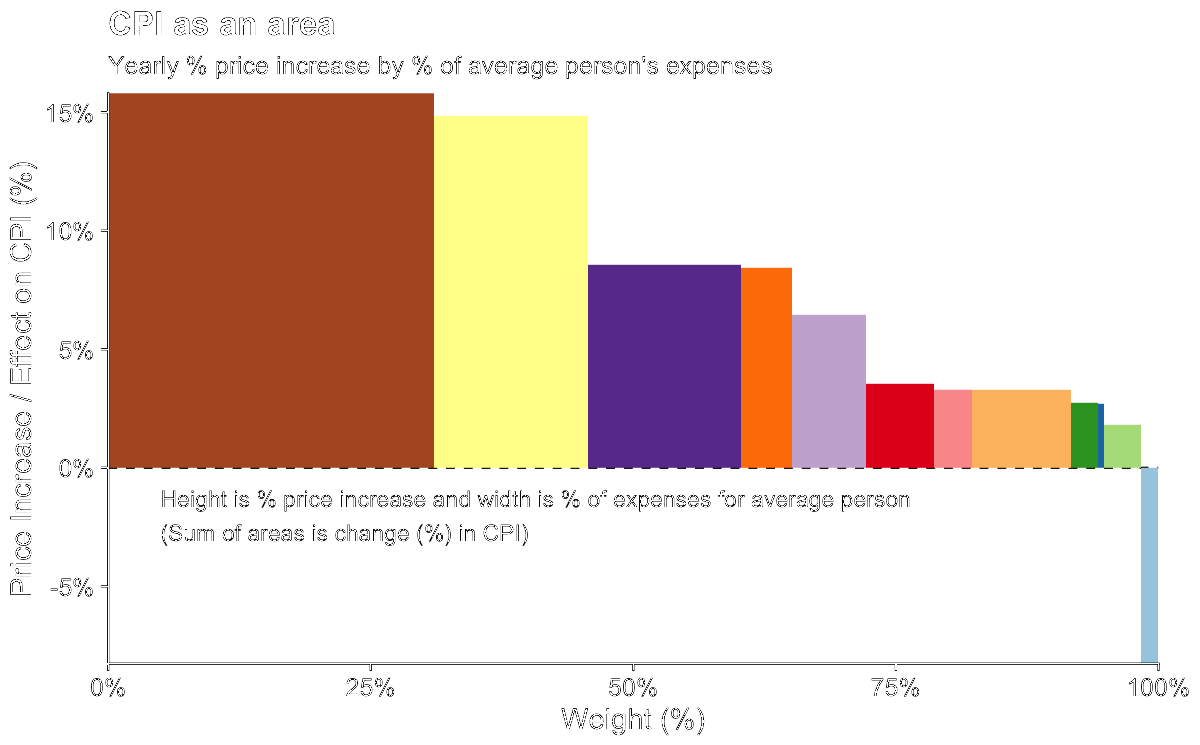 CPI as an area
Yearly % price increase by % of average person's expenses
15%
10%
5%
0%
-5%
Price Increase / Effect on CPI (%)
Height is % price increase and width is % of expenses for average person
(Sum of areas is change (%) in CPI)
0% 25% 50% 75% 100%
Weight (%)